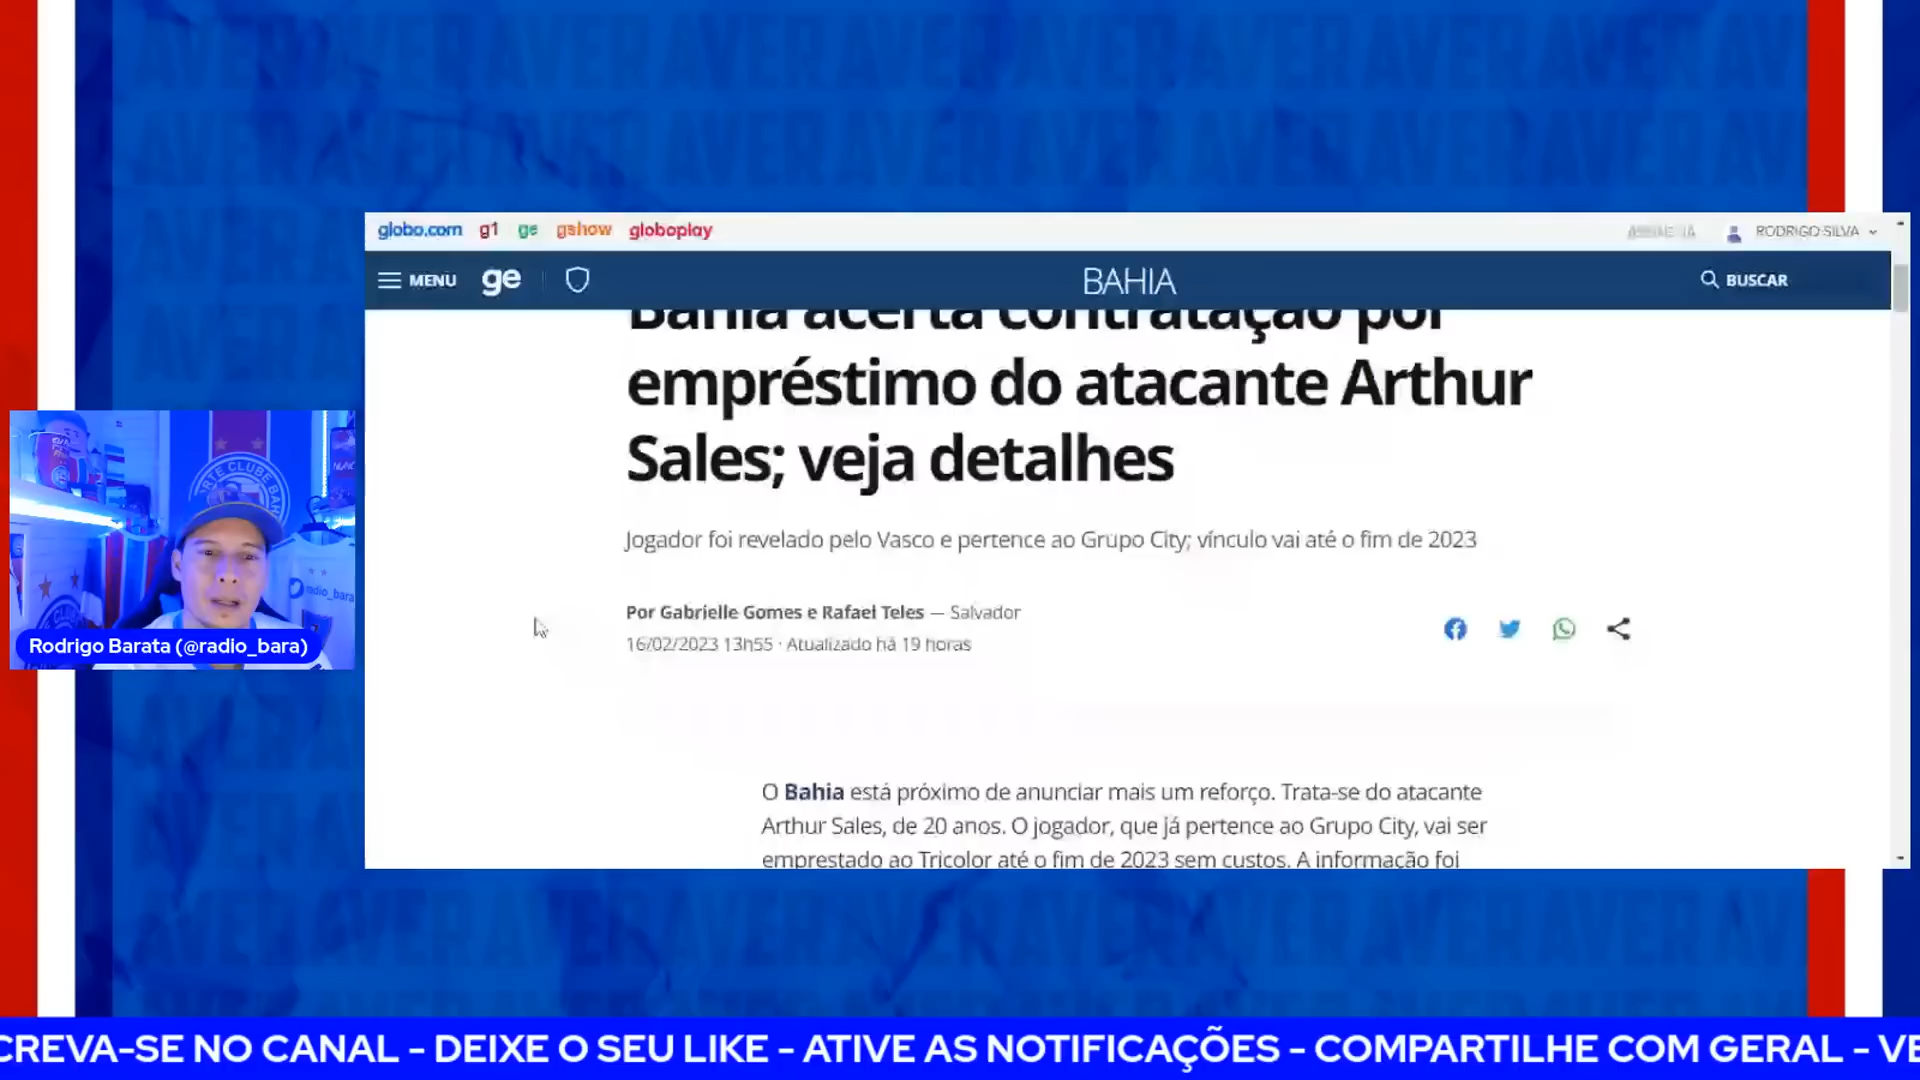 globo.com g1 ge gshow globoplay
RODRIGO SILVA
MENU ge BAHIA BUSCAR
Bahia acerta contratação por
empréstimo do atacante Arthur
Sales; veja detalhes
Jogador foi revelado pelo Vasco e pertence ao Grupo City; vínculo vai até o fim de 2023
Por Gabrielle Gomes e Rafael Teles — Salvador
16/02/2023 13h55 · Atualizado há 19 horas
radio_bara
Rodrigo Barata (@radio_bara)
O Bahia está próximo de anunciar mais um reforço. Trata-se do atacante
Arthur Sales, de 20 anos. O jogador, que já pertence ao Grupo City, vai ser
emprestado ao Tricolor até o fim de 2023 sem custos. A informação foi
CREVA-SE NO CANAL - DEIXE O SEU LIKE - ATIVE AS NOTIFICAÇÕES - COMPARTILHE COM GERAL - VE